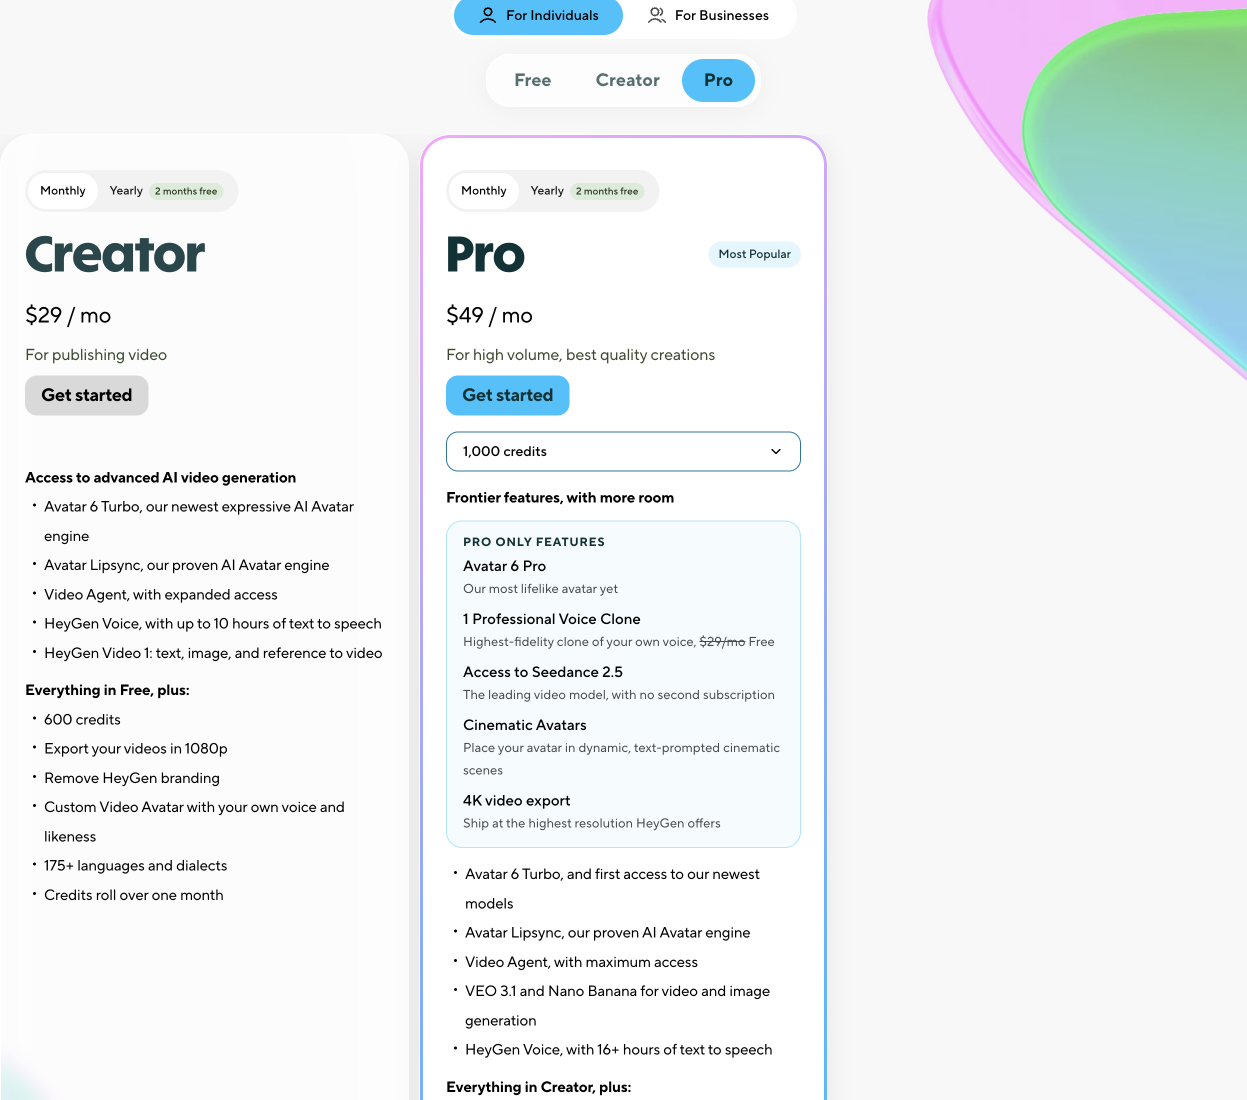 For Individuals
For Businesses
Free
Creator
Pro
Monthly
Yearly
2 months free
Creator
$29 / mo
For publishing video
Get started
Access to advanced AI video generation
• Avatar 6 Turbo, our newest expressive AI Avatar
engine
• Avatar Lipsync, our proven AI Avatar engine
• Video Agent, with expanded access
• HeyGen Voice, with up to 10 hours of text to speech
• HeyGen Video 1: text, image, and reference to video
Everything in Free, plus:
• 600 credits
• Export your videos in 1080p
• Remove HeyGen branding
• Custom Video Avatar with your own voice and
likeness
• 175+ languages and dialects
• Credits roll over one month
Monthly
Yearly
2 months free
Pro
Most Popular
$49 / mo
For high volume, best quality creations
Get started
1,000 credits
Frontier features, with more room
PRO ONLY FEATURES
Avatar 6 Pro
Our most lifelike avatar yet
1 Professional Voice Clone
Highest-fidelity clone of your own voice, $29/mo Free
Access to Seedance 2.5
The leading video model, with no second subscription
Cinematic Avatars
Place your avatar in dynamic, text-prompted cinematic
scenes
4K video export
Ship at the highest resolution HeyGen offers
• Avatar 6 Turbo, and first access to our newest
models
• Avatar Lipsync, our proven AI Avatar engine
• Video Agent, with maximum access
• VEO 3.1 and Nano Banana for video and image
generation
• HeyGen Voice, with 16+ hours of text to speech
Everything in Creator, plus: